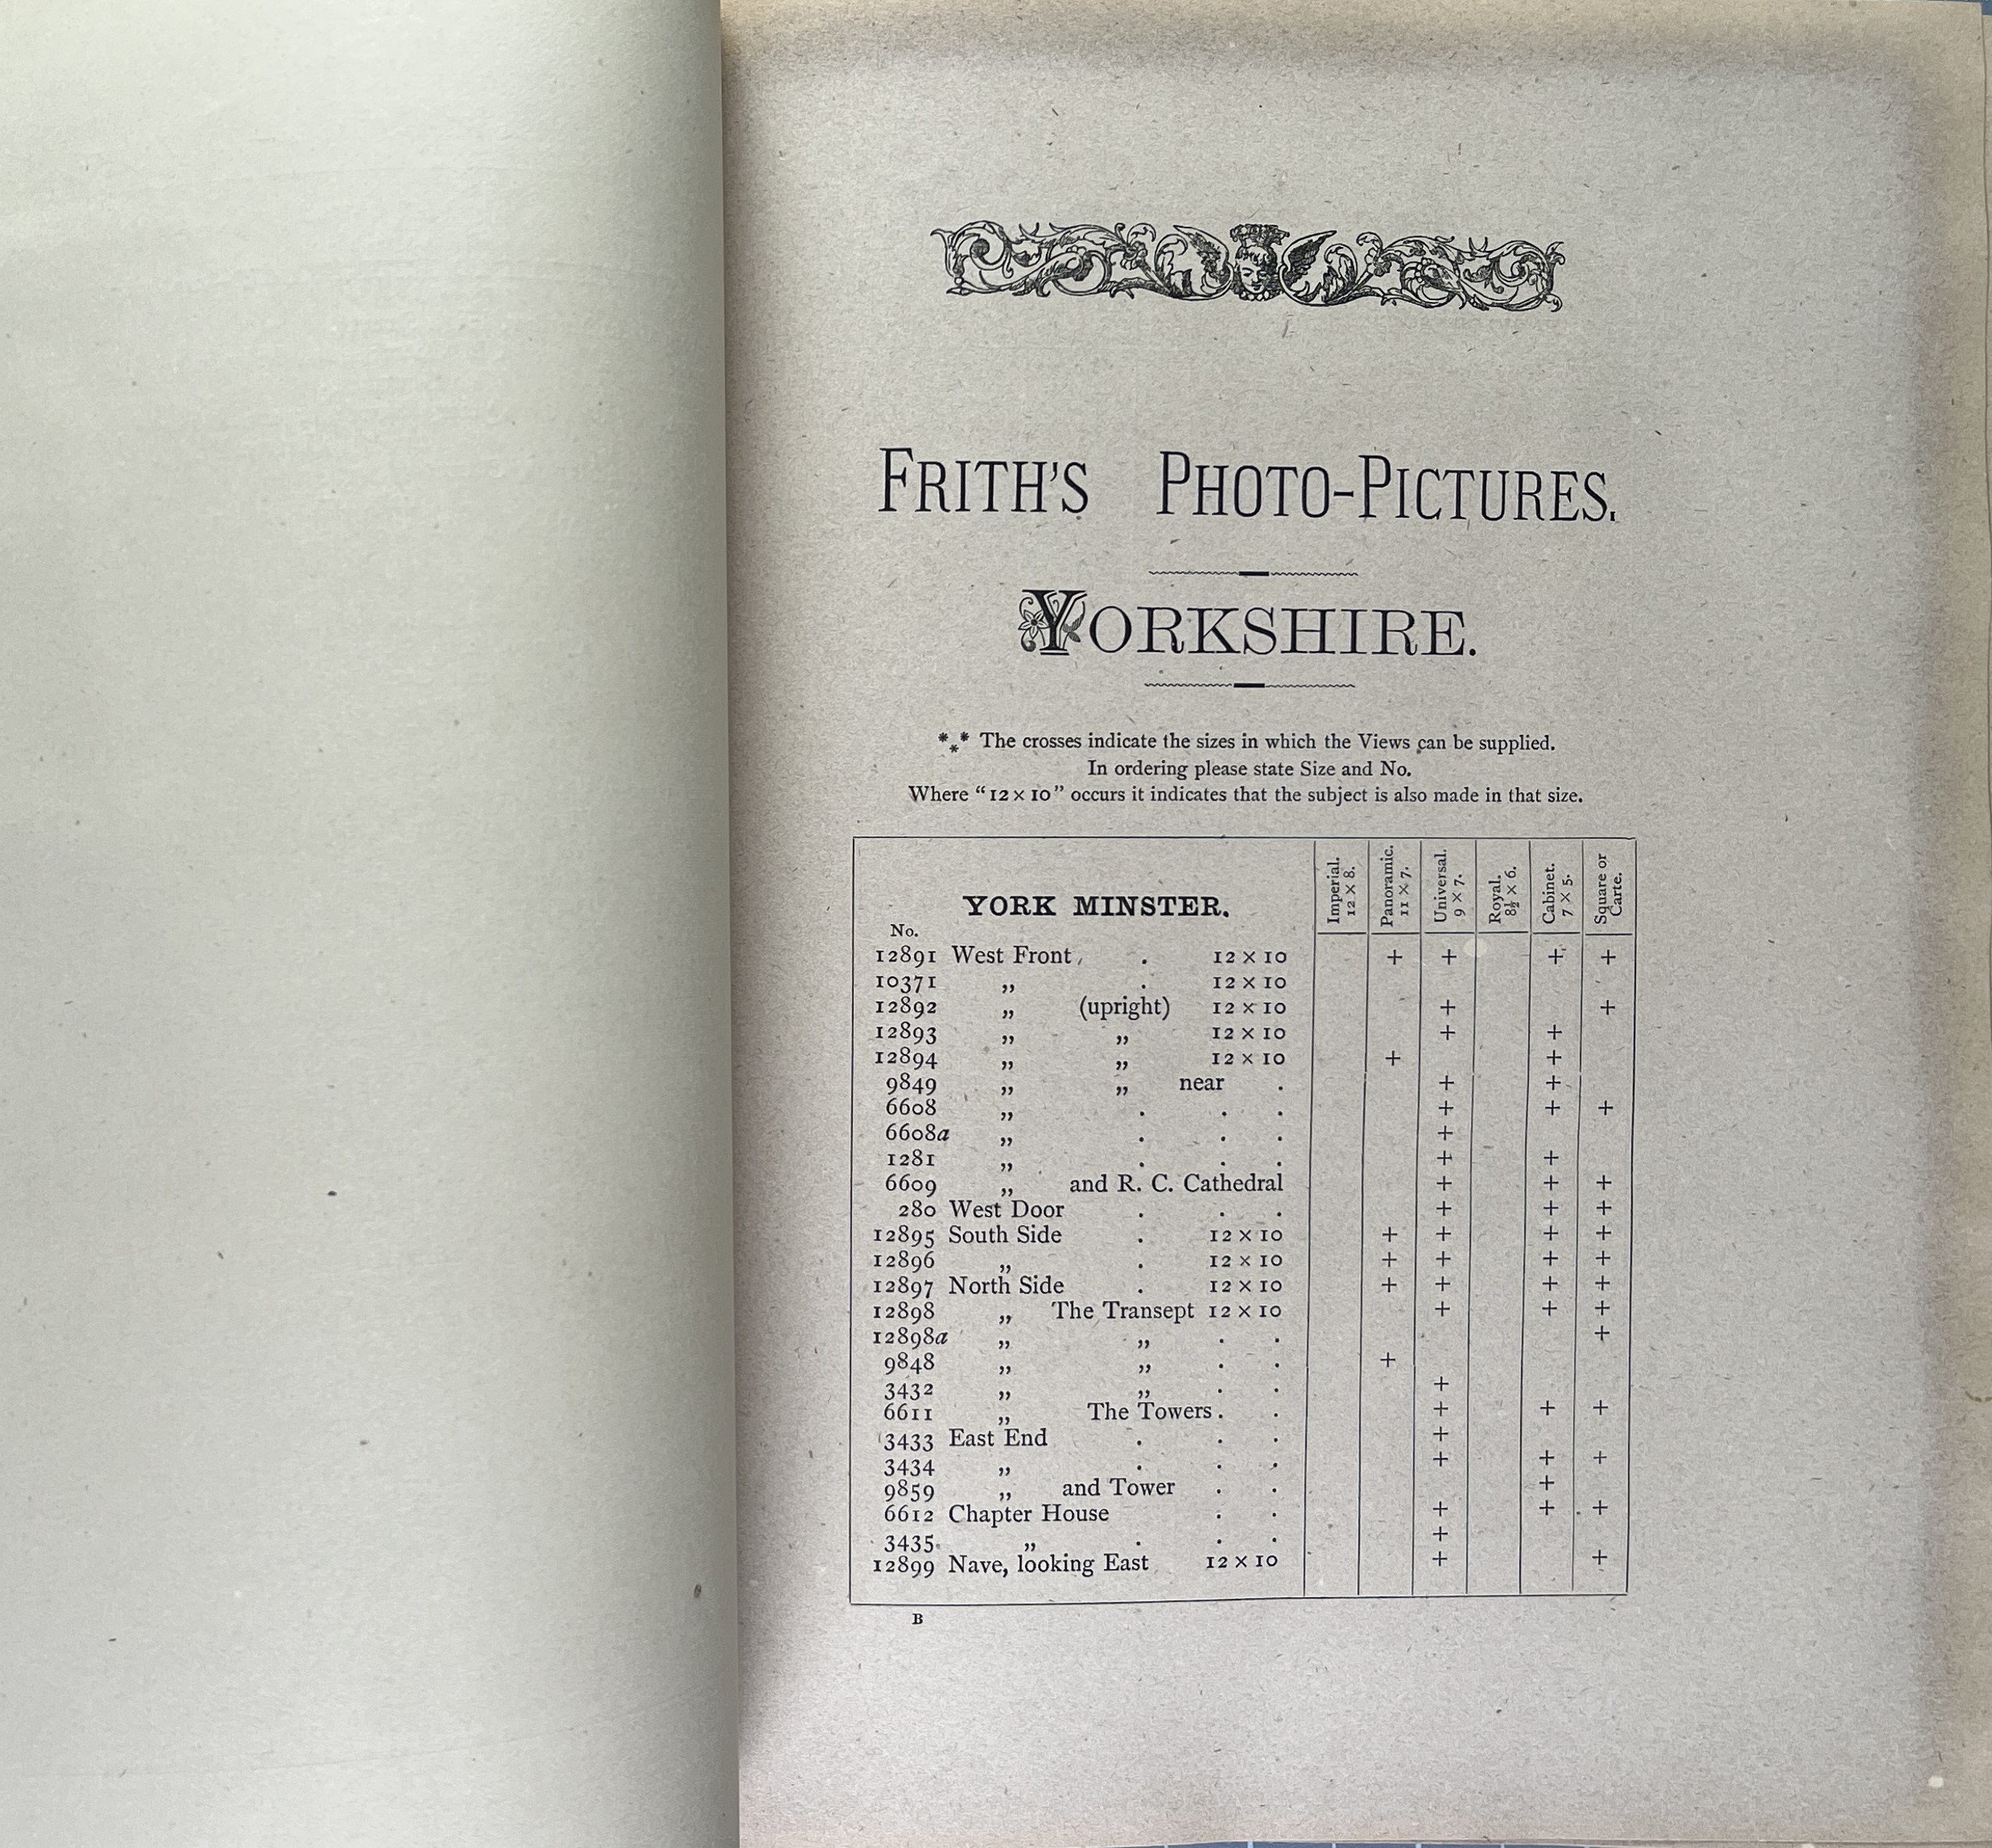 FRITH'S PHOTO-PICTURES.
YORKSHIRE.
*⁎* The crosses indicate the sizes in which the Views can be supplied.
In ordering please state Size and No.
Where “12 × 10” occurs it indicates that the subject is also made in that size.
YORK MINSTER. Imperial. 12 × 8. Panoramic. 11 × 7. Universal. 9 × 7. Royal. 8½ × 6. Cabinet. 7 × 5. Square or Carte.
No.
12891 West Front . 12 × 10 + + + +
10371 „ . 12 × 10
12892 „ (upright) 12 × 10 + +
12893 „ „ 12 × 10 + +
12894 „ „ 12 × 10 + +
9849 „ „ near . + +
6608 „ . . . + + +
6608a „ . . . +
1281 „ . . . + +
6609 „ and R. C. Cathedral + + +
280 West Door . . . + + +
12895 South Side . 12 × 10 + + + +
12896 „ . 12 × 10 + + + +
12897 North Side . 12 × 10 + + + +
12898 „ The Transept 12 × 10 + + +
12898a „ „ . . +
9848 „ „ . . +
3432 „ „ . . +
6611 „ The Towers . . + + +
3433 East End . . . +
3434 „ . . . + + +
9859 „ and Tower . . +
6612 Chapter House . . + + +
3435 „ . . . +
12899 Nave, looking East 12 × 10 + +
B